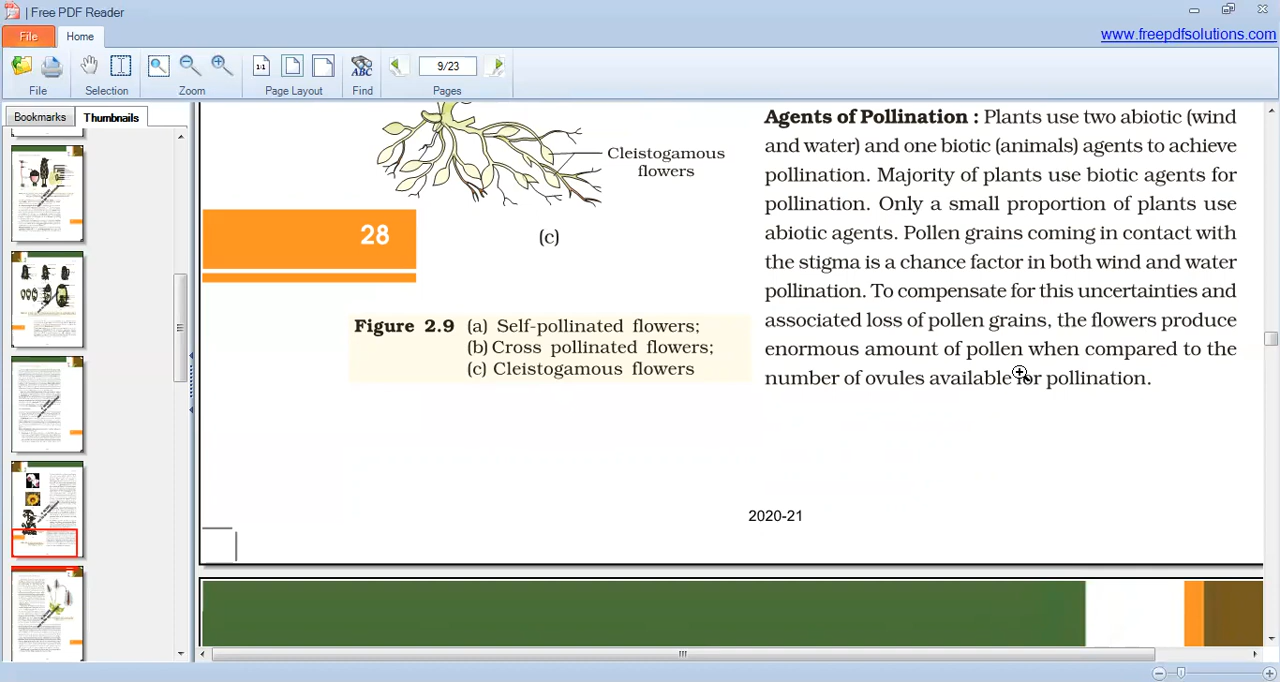 | Free PDF Reader
File
Home
www.freepdfsolutions.com
1:1
ABC
9/23
File
Selection
Zoom
Page Layout
Find
Pages
Bookmarks
Thumbnails
Cleistogamous
flowers
28
(c)
Figure 2.9 (a) Self-pollinated flowers;
(b) Cross pollinated flowers;
(c) Cleistogamous flowers
Agents of Pollination : Plants use two abiotic (wind
and water) and one biotic (animals) agents to achieve
pollination. Majority of plants use biotic agents for
pollination. Only a small proportion of plants use
abiotic agents. Pollen grains coming in contact with
the stigma is a chance factor in both wind and water
pollination. To compensate for this uncertainties and
associated loss of pollen grains, the flowers produce
enormous amount of pollen when compared to the
number of ovules available for pollination.
2020-21